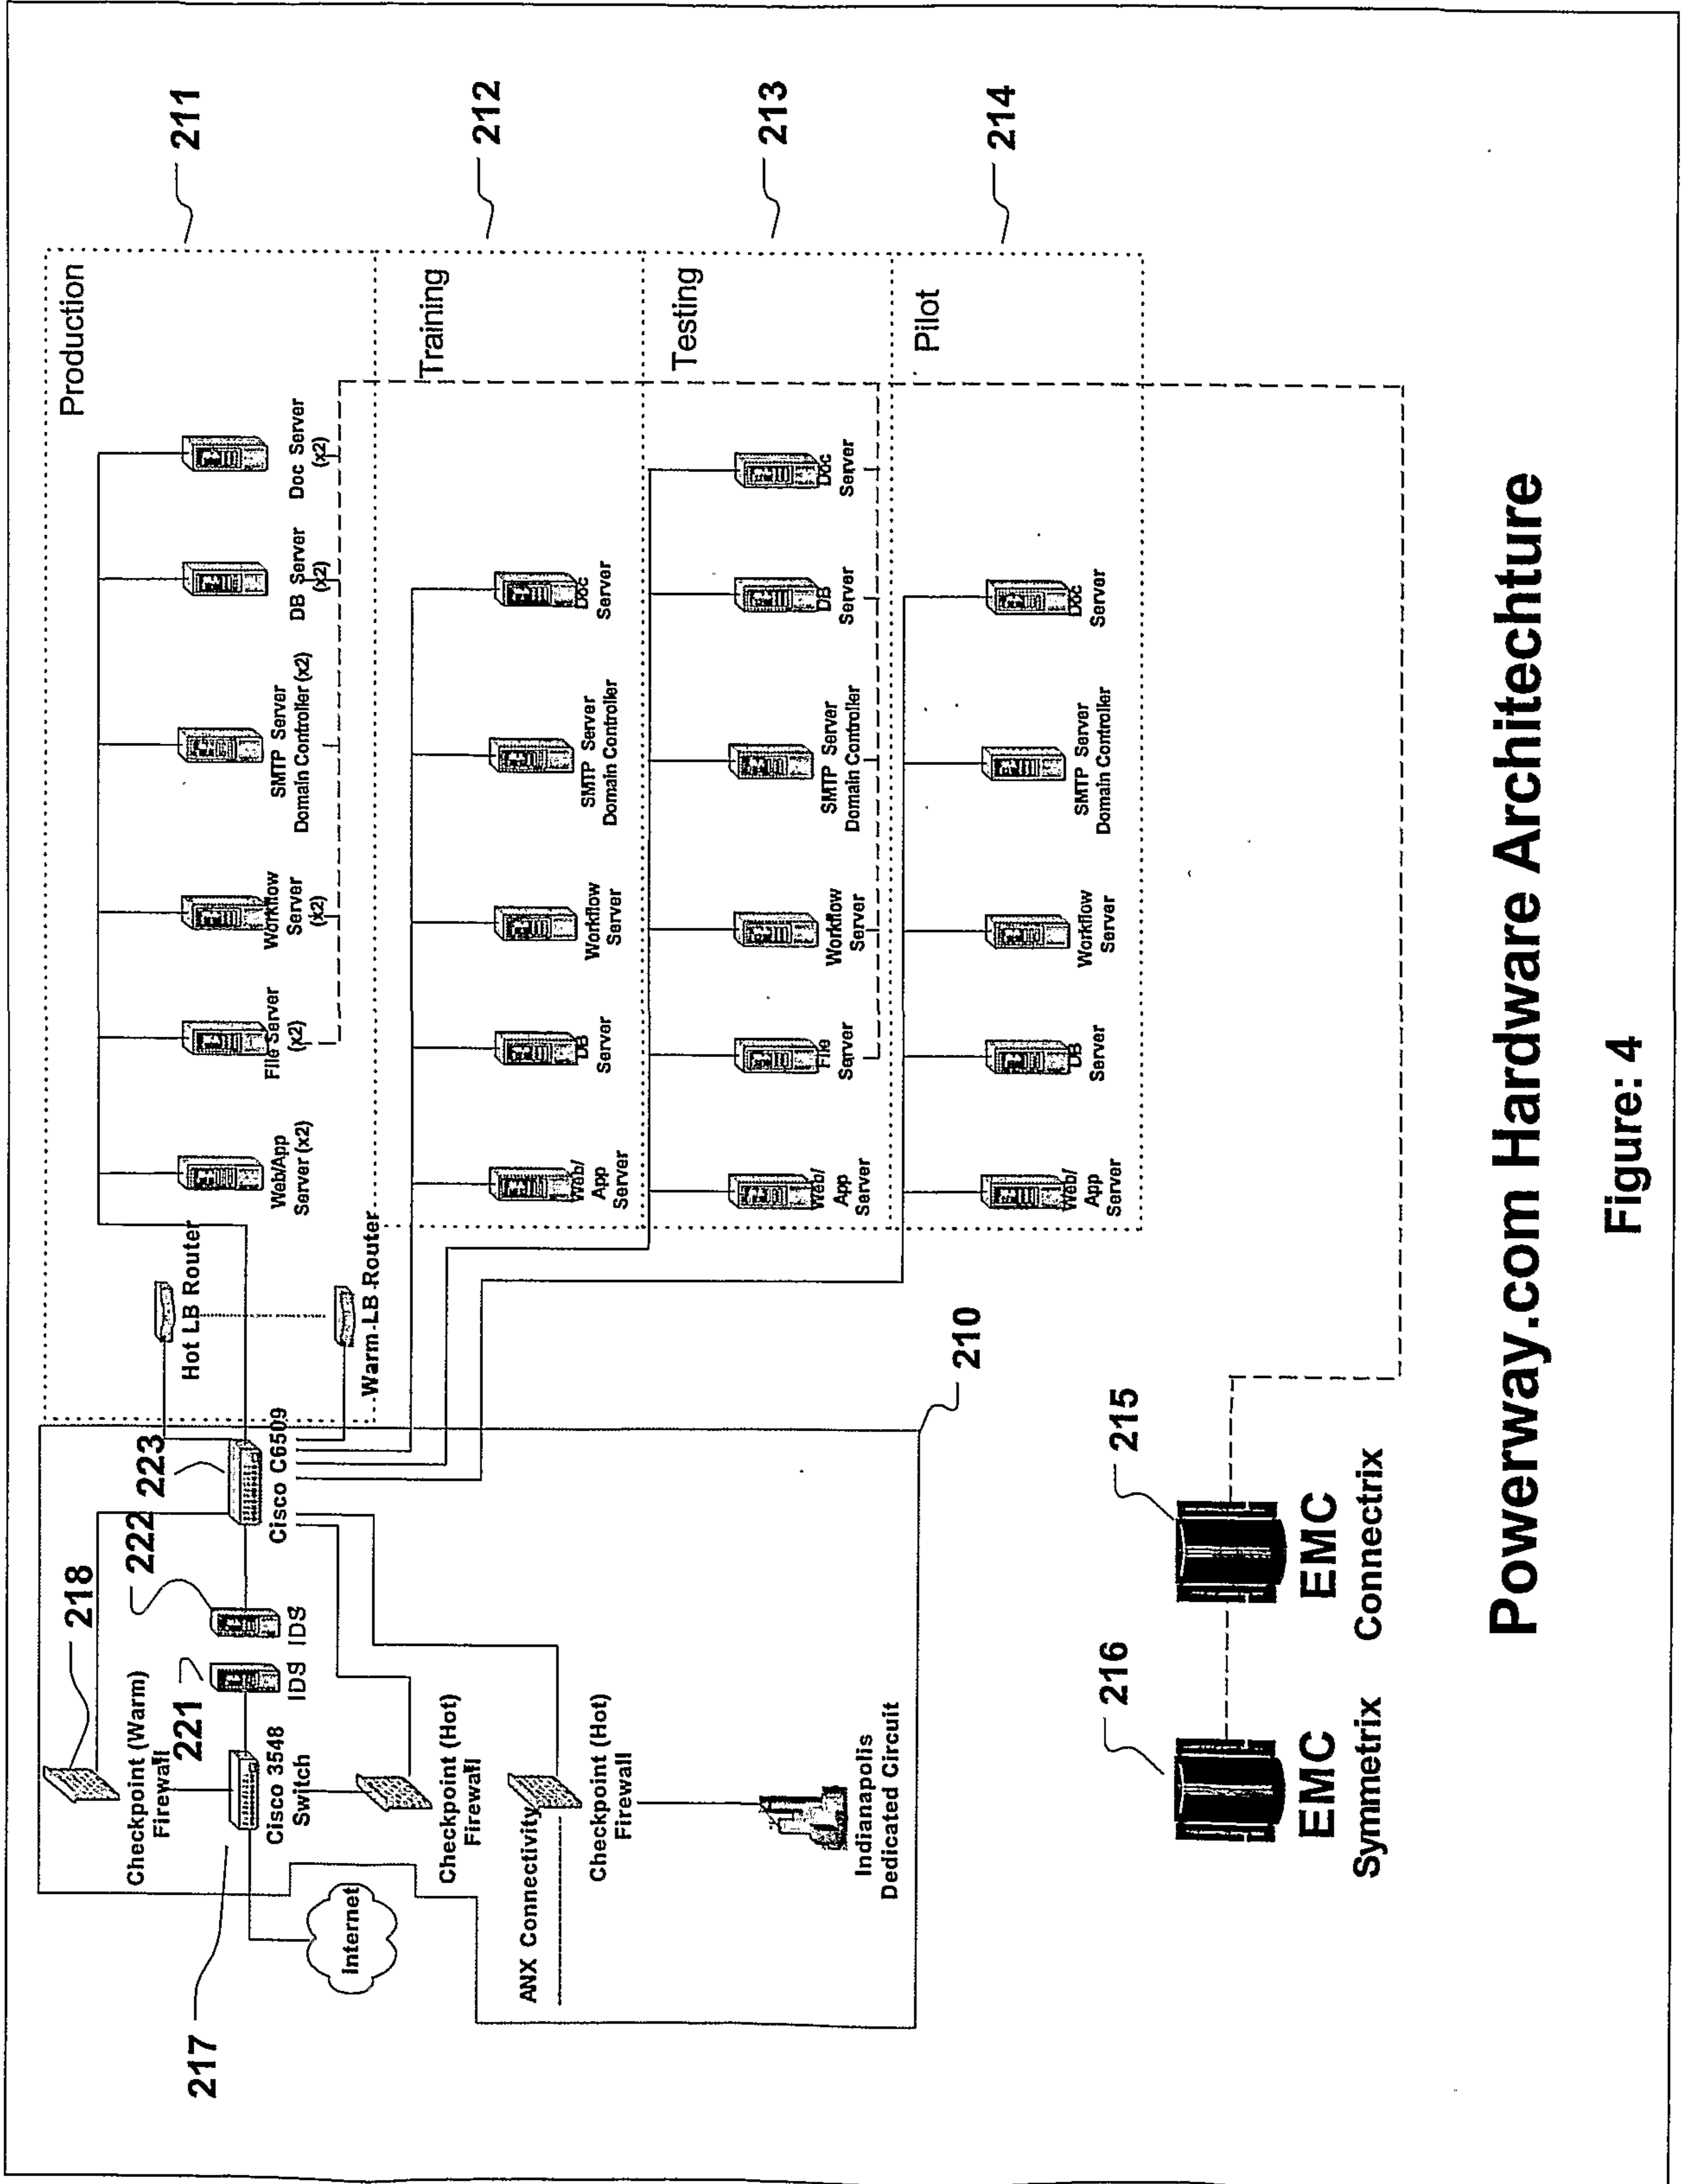 Production
211
Web/App
Server (x2)
File Server
(x2)
Workflow
Server
(x2)
SMTP Server
Domain Controller (x2)
DB Server
(x2)
Doc Server
(x2)
Hot LB Router
Warm LB Router
Training
212
Web/
App
Server
DB
Server
Workflow
Server
SMTP Server
Domain Controller
Doc
Server
Testing
213
Web/
App
Server
File
Server
Workflow
Server
SMTP Server
Domain Controller
DB
Server
Doc
Server
Pilot
214
Web/
App
Server
DB
Server
Workflow
Server
SMTP Server
Domain Controller
Doc
Server
218
Checkpoint (Warm)
Firewall
221
222
223
IDS
IDS
Cisco C6509
217
Cisco 3548
Switch
Internet
Checkpoint (Hot)
Firewall
ANX Connectivity
Checkpoint (Hot)
Firewall
Indianapolis
Dedicated Circuit
210
216
EMC
Symmetrix
215
EMC
Connectrix
Powerway.com Hardware Architechture
Figure: 4